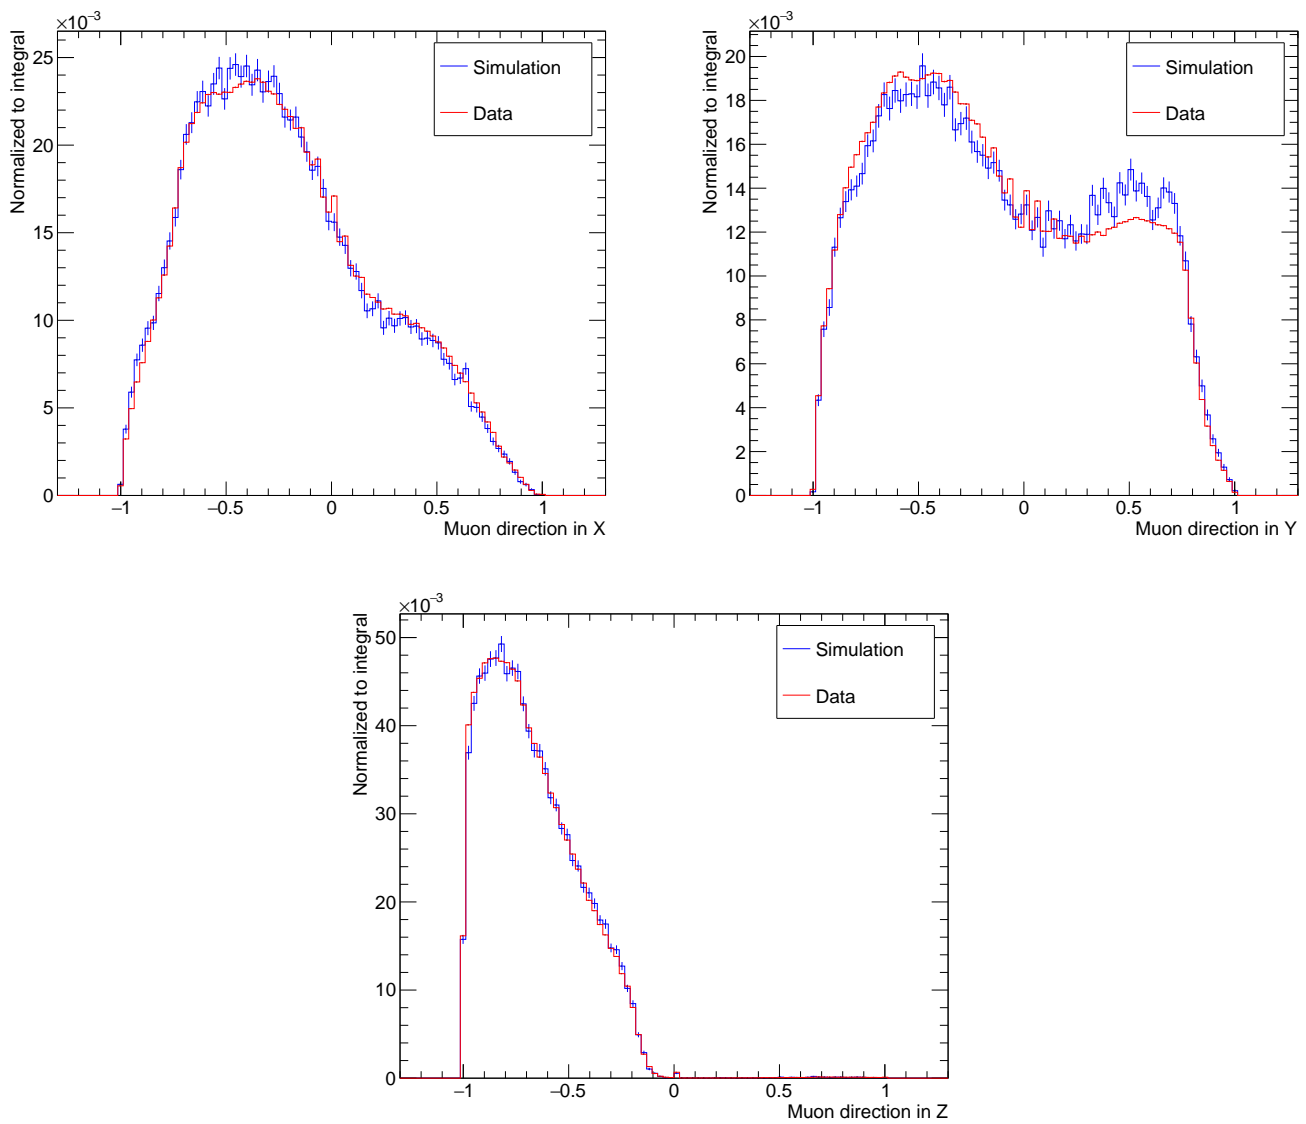 ×10⁻³
Normalized to integral
25
20
15
10
5
0
Simulation
Data
−1 −0.5 0 0.5 1
Muon direction in X
×10⁻³
Normalized to integral
20
18
16
14
12
10
8
6
4
2
0
Simulation
Data
−1 −0.5 0 0.5 1
Muon direction in Y
×10⁻³
Normalized to integral
50
40
30
20
10
0
Simulation
Data
−1 −0.5 0 0.5 1
Muon direction in Z